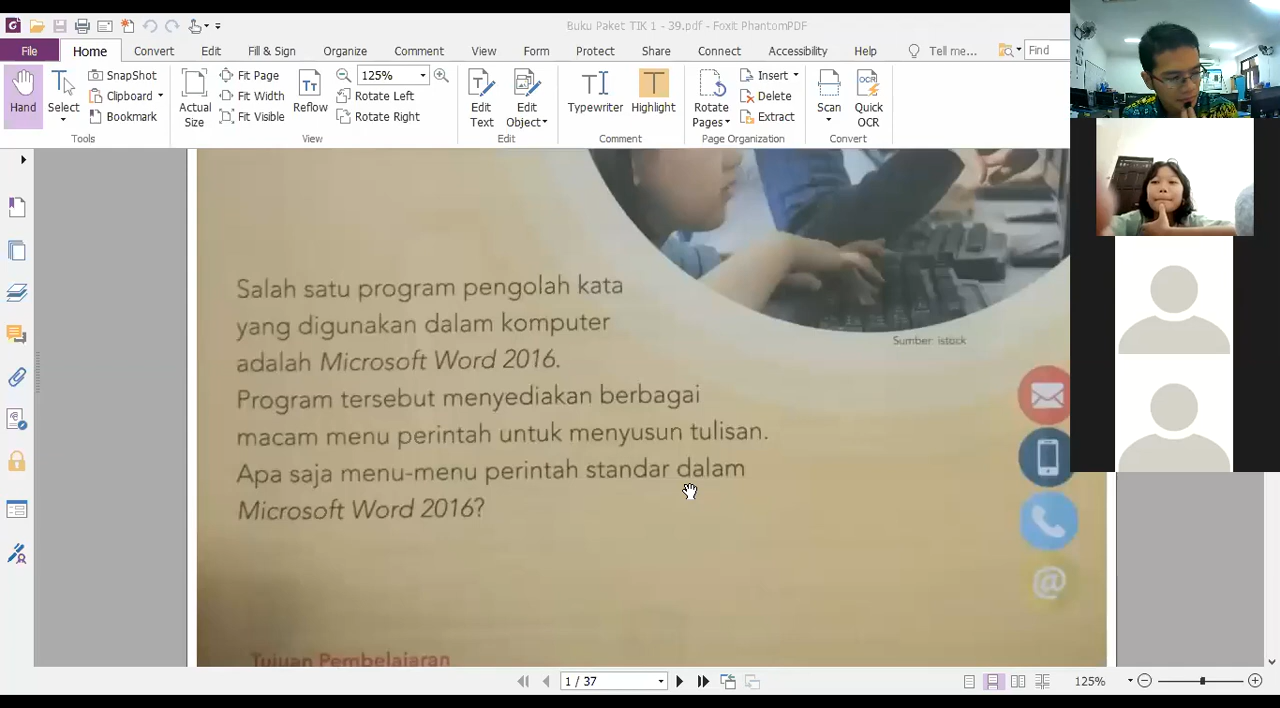 Buku Paket TIK 1 - 39.pdf - Foxit PhantomPDF
File Home Convert Edit Fill & Sign Organize Comment View Form Protect Share Connect Accessibility Help Tell me... Find
Hand
Select
SnapShot
Clipboard
Bookmark
Tools
Actual Size
Fit Page
Fit Width
Fit Visible
Reflow
125%
Rotate Left
Rotate Right
View
Edit Text
Edit Object
Edit
Typewriter
Highlight
Comment
Rotate Pages
Insert
Delete
Extract
Page Organization
Scan
OCR
Quick OCR
Convert
Salah satu program pengolah kata
yang digunakan dalam komputer
adalah Microsoft Word 2016.
Program tersebut menyediakan berbagai
macam menu perintah untuk menyusun tulisan.
Apa saja menu-menu perintah standar dalam
Microsoft Word 2016?
Sumber: istock
@
Tujuan Pembelajaran
1 / 37
125%